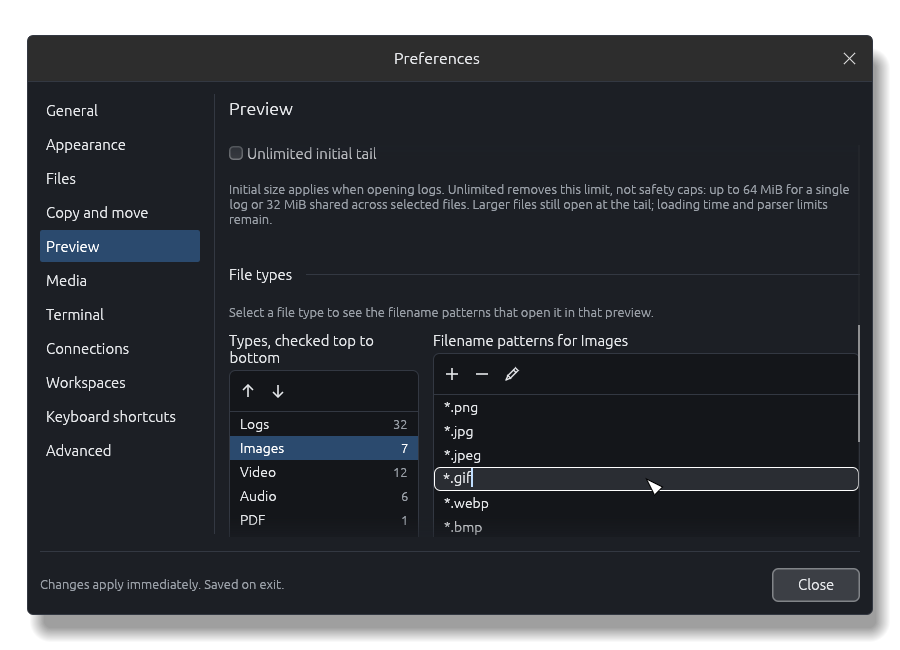 Preferences
General
Appearance
Files
Copy and move
Preview
Media
Terminal
Connections
Workspaces
Keyboard shortcuts
Advanced
Preview
Unlimited initial tail
Initial size applies when opening logs. Unlimited removes this limit, not safety caps: up to 64 MiB for a single
log or 32 MiB shared across selected files. Larger files still open at the tail; loading time and parser limits
remain.
File types
Select a file type to see the filename patterns that open it in that preview.
Types, checked top to
bottom
Logs 32
Images 7
Video 12
Audio 6
PDF 1
Filename patterns for Images
*.png
*.jpg
*.jpeg
*.gif
*.webp
*.bmp
Changes apply immediately. Saved on exit.
Close